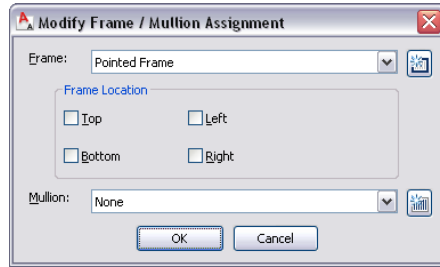 Modify Frame / Mullion Assignment
Frame: Pointed Frame
Frame Location
Top Left
Bottom Right
Mullion: None
OK Cancel